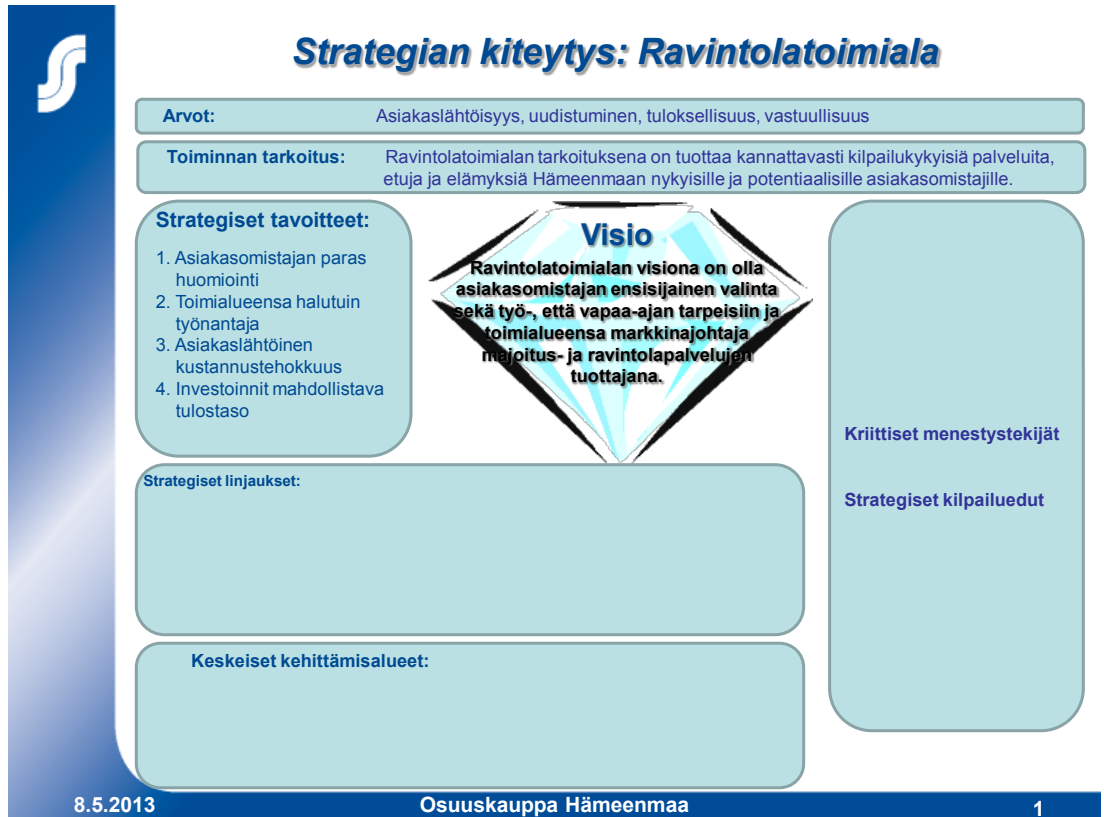 Strategian kiteytys: Ravintolatoimiala
Arvot: Asiakaslähtöisyys, uudistuminen, tuloksellisuus, vastuullisuus
Toiminnan tarkoitus: Ravintolatoimialan tarkoituksena on tuottaa kannattavasti kilpailukykyisiä palveluita,
etuja ja elämyksiä Hämeenmaan nykyisille ja potentiaalisille asiakasomistajille.
Strategiset tavoitteet:
1. Asiakasomistajan paras
huomiointi
2. Toimialueensa halutuin
työnantaja
3. Asiakaslähtöinen
kustannustehokkuus
4. Investoinnit mahdollistava
tulostaso
Visio
Ravintolatoimialan visiona on olla
asiakasomistajan ensisijainen valinta
sekä työ-, että vapaa-ajan tarpeisiin ja
toimialueensa markkinajohtaja
majoitus- ja ravintolapalvelujen
tuottajana.
Kriittiset menestystekijät
Strategiset kilpailuedut
Strategiset linjaukset:
Keskeiset kehittämisalueet:
8.5.2013 Osuuskauppa Hämeenmaa 1